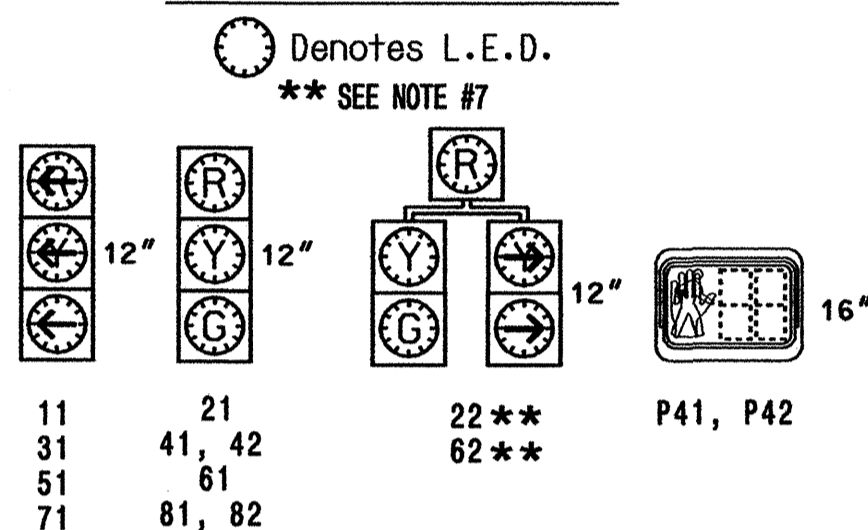 Denotes L.E.D.
** SEE NOTE #7
R
Y
12"
R
Y
G
12"
R
Y
G
Y
12"
16"
11
31
51
71
21
41, 42
61
81, 82
22**
62**
P41, P42